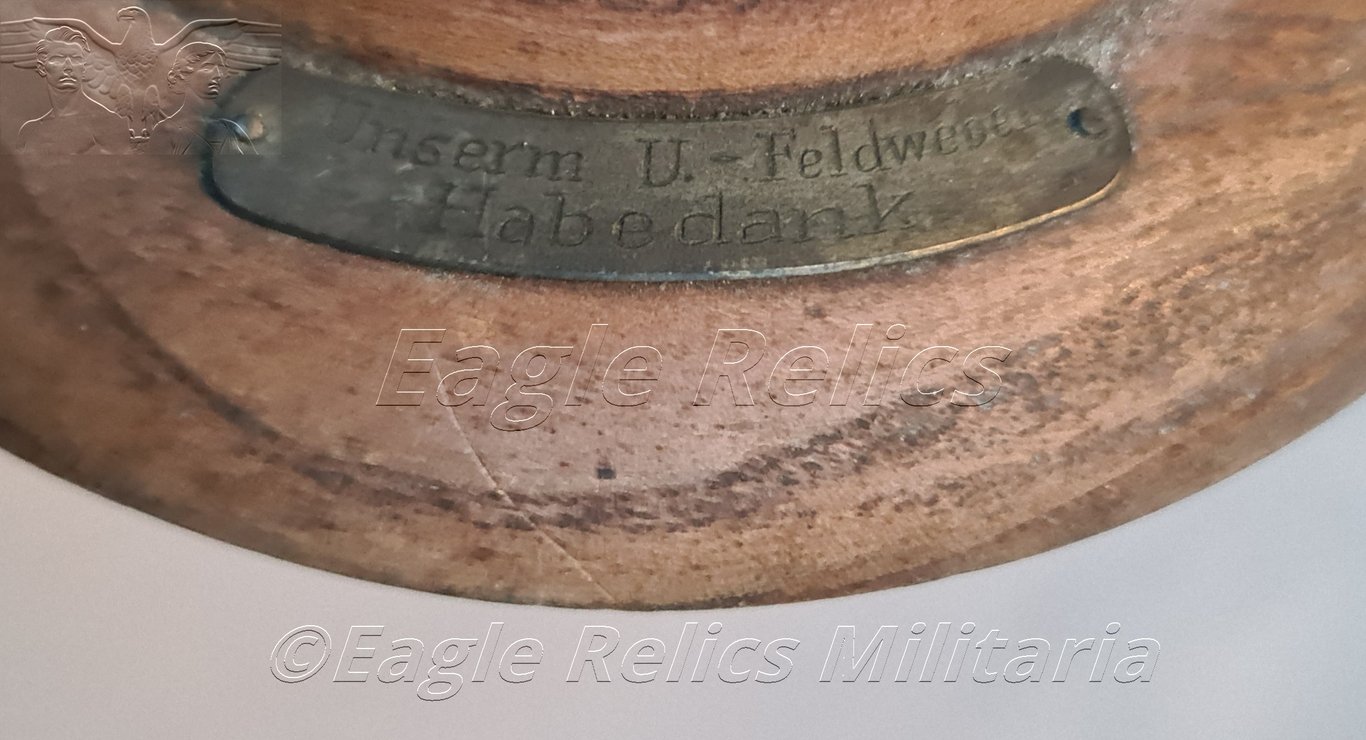 Unserm U.-Feldwebel
Habedank
Eagle Relics
©Eagle Relics Militaria